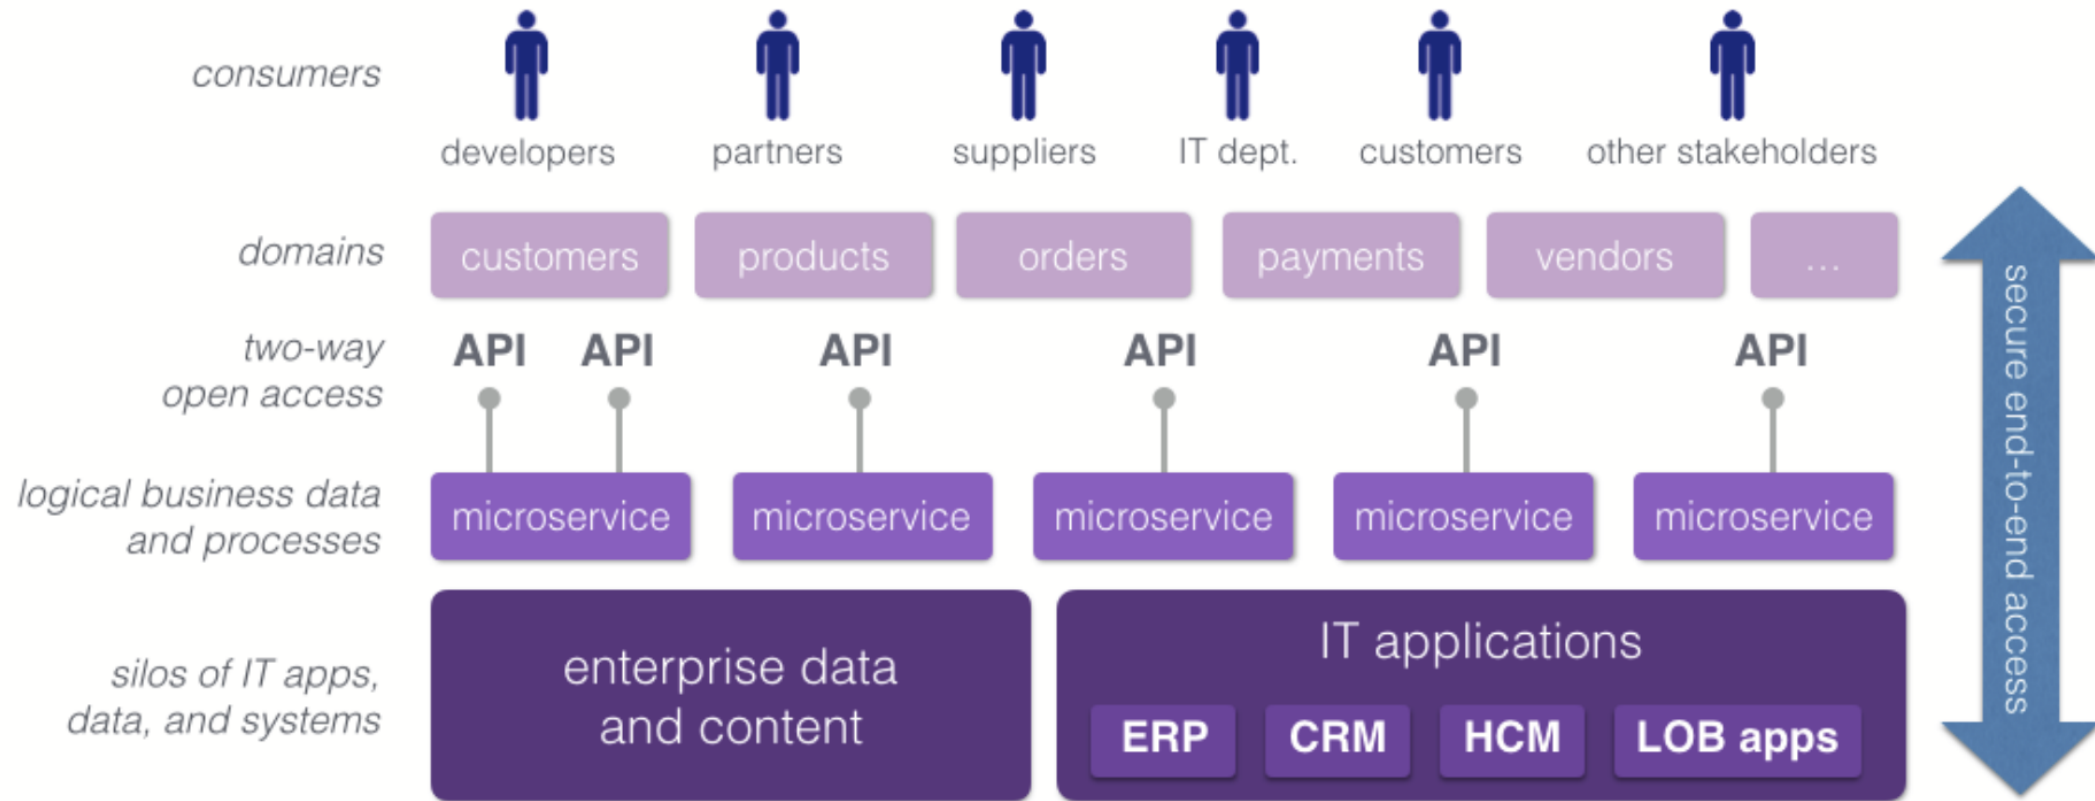 consumers
developers
partners
suppliers
IT dept.
customers
other stakeholders
domains
customers
products
orders
payments
vendors
...
two-way
open access
API
API
API
API
API
API
logical business data
and processes
microservice
microservice
microservice
microservice
microservice
silos of IT apps,
data, and systems
enterprise data
and content
IT applications
ERP
CRM
HCM
LOB apps
secure end-to-end access